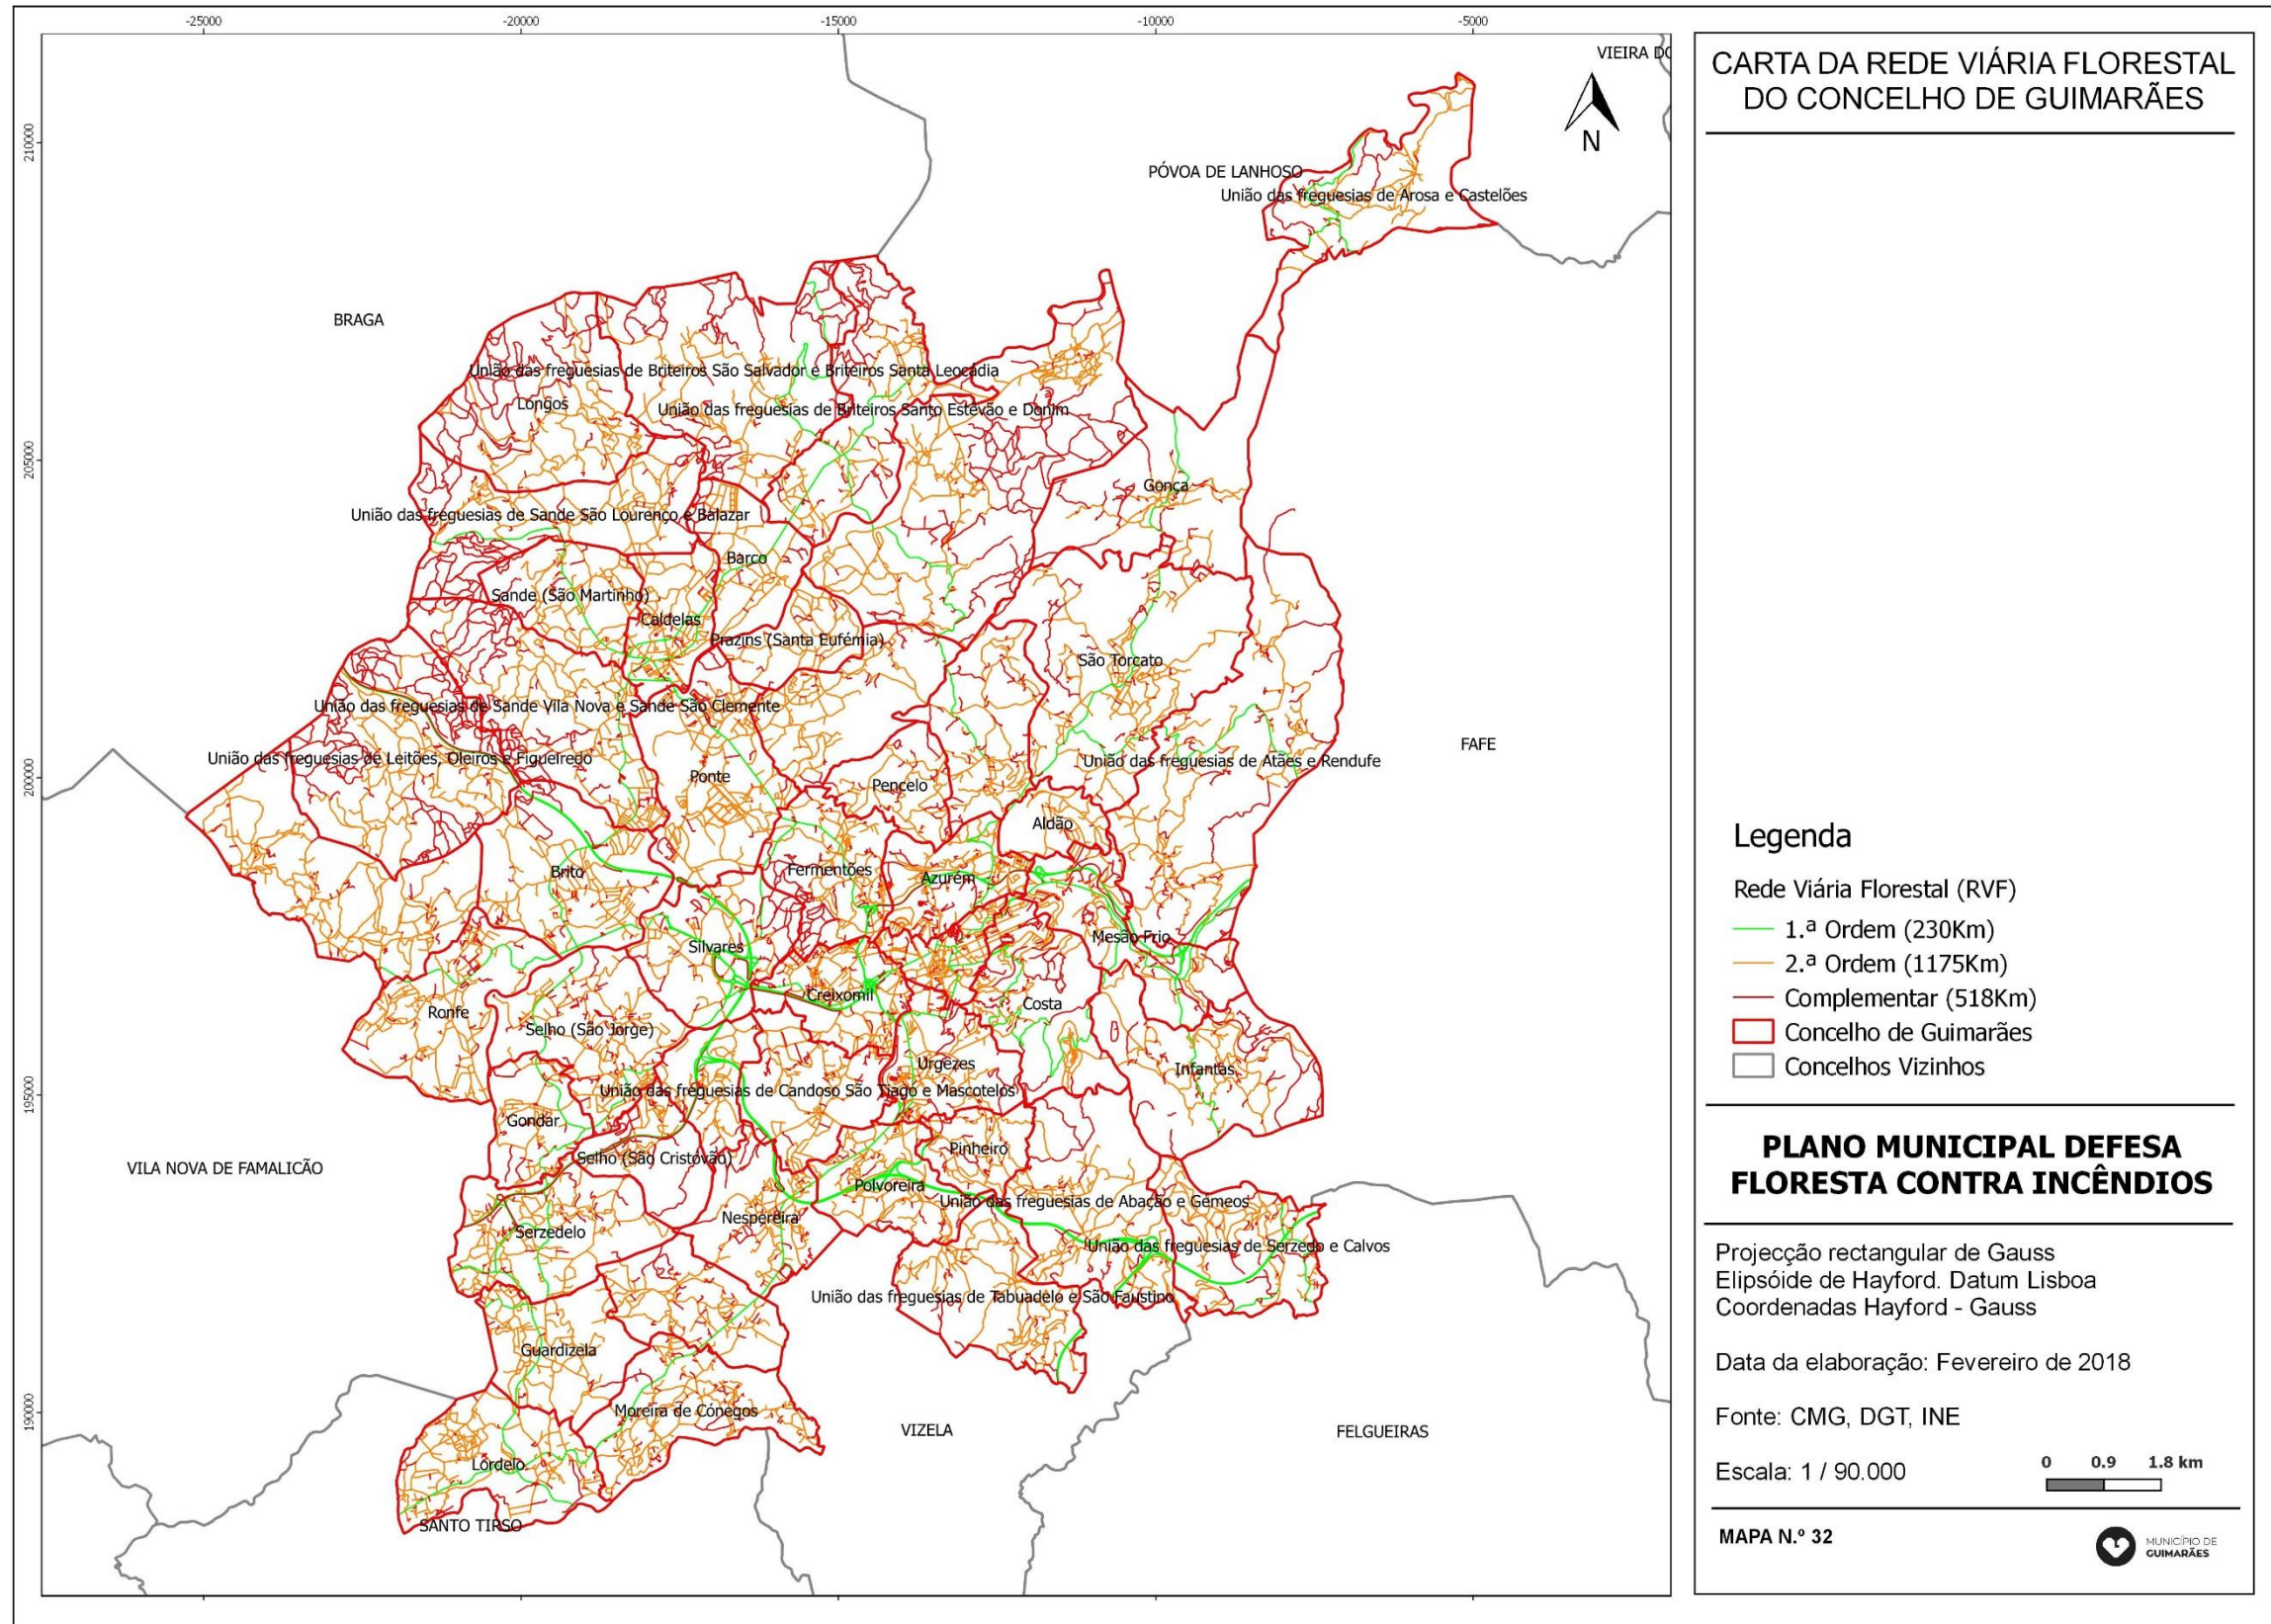 -25000
-20000
-15000
-10000
-5000
210000
205000
200000
195000
190000
VIEIRA DO
N
PÓVOA DE LANHOSO
União das freguesias de Arosa e Castelões
BRAGA
União das freguesias de Briteiros São Salvador e Briteiros Santa Leocádia
Longos
União das freguesias de Briteiros Santo Estêvão e Donim
Gonça
União das freguesias de Sande São Lourenço e Balazar
Barco
Sande (São Martinho)
Caldelas
Prazins (Santa Eufémia)
São Torcato
União das freguesias de Sande Vila Nova e Sande São Clemente
FAFE
União das freguesias de Leitões, Oleiros e Figueiredo
União das freguesias de Atães e Rendufe
Ponte
Pencelo
Aldão
Brito
Fermentões
Azurém
Mesão Frio
Silvares
Creixomil
Costa
Ronfe
Selho (São Jorge)
Urgezes
Infantas
União das freguesias de Candoso São Tiago e Mascotelos
Gondar
Pinheiro
Selho (São Cristóvão)
VILA NOVA DE FAMALICÃO
Polvoreira
União das freguesias de Abação e Gémeos
Nespereira
Serzedelo
União das freguesias de Serzedo e Calvos
União das freguesias de Tabuadelo e São Faustino
Guardizela
Moreira de Cónegos
VIZELA
FELGUEIRAS
Lordelo
SANTO TIRSO
CARTA DA REDE VIÁRIA FLORESTAL
DO CONCELHO DE GUIMARÃES
Legenda
Rede Viária Florestal (RVF)
1.ª Ordem (230Km)
2.ª Ordem (1175Km)
Complementar (518Km)
Concelho de Guimarães
Concelhos Vizinhos
PLANO MUNICIPAL DEFESA
FLORESTA CONTRA INCÊNDIOS
Projecção rectangular de Gauss
Elipsóide de Hayford. Datum Lisboa
Coordenadas Hayford - Gauss
Data da elaboração: Fevereiro de 2018
Fonte: CMG, DGT, INE
Escala: 1 / 90.000
0 0.9 1.8 km
MAPA N.º 32
MUNICÍPIO DE
GUIMARÃES